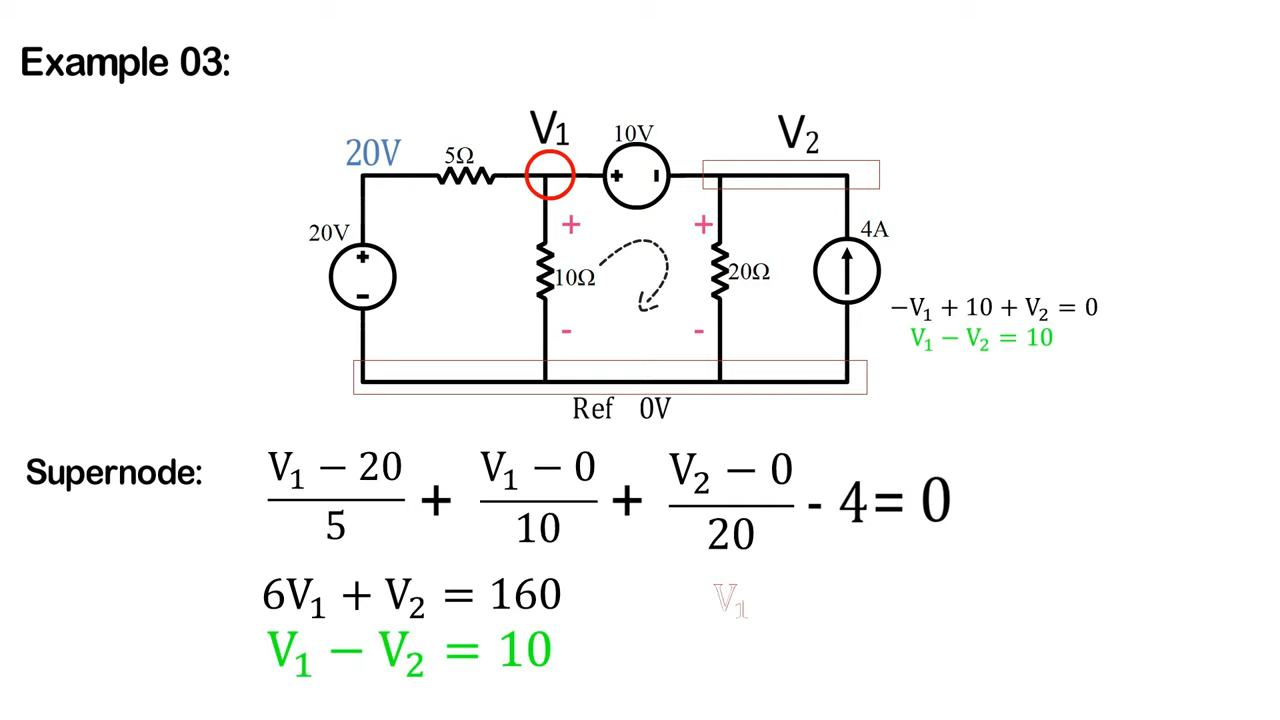 Example 03:
V₁
10V
V₂
20V
5Ω
+ -
20V
+
-
+
-
10Ω
+
-
20Ω
4A
−V₁ + 10 + V₂ = 0
V₁ − V₂ = 10
Ref 0V
Supernode:
(V₁ − 20)/5 + (V₁ − 0)/10 + (V₂ − 0)/20 - 4 = 0
6V₁ + V₂ = 160
V₁
V₁ − V₂ = 10